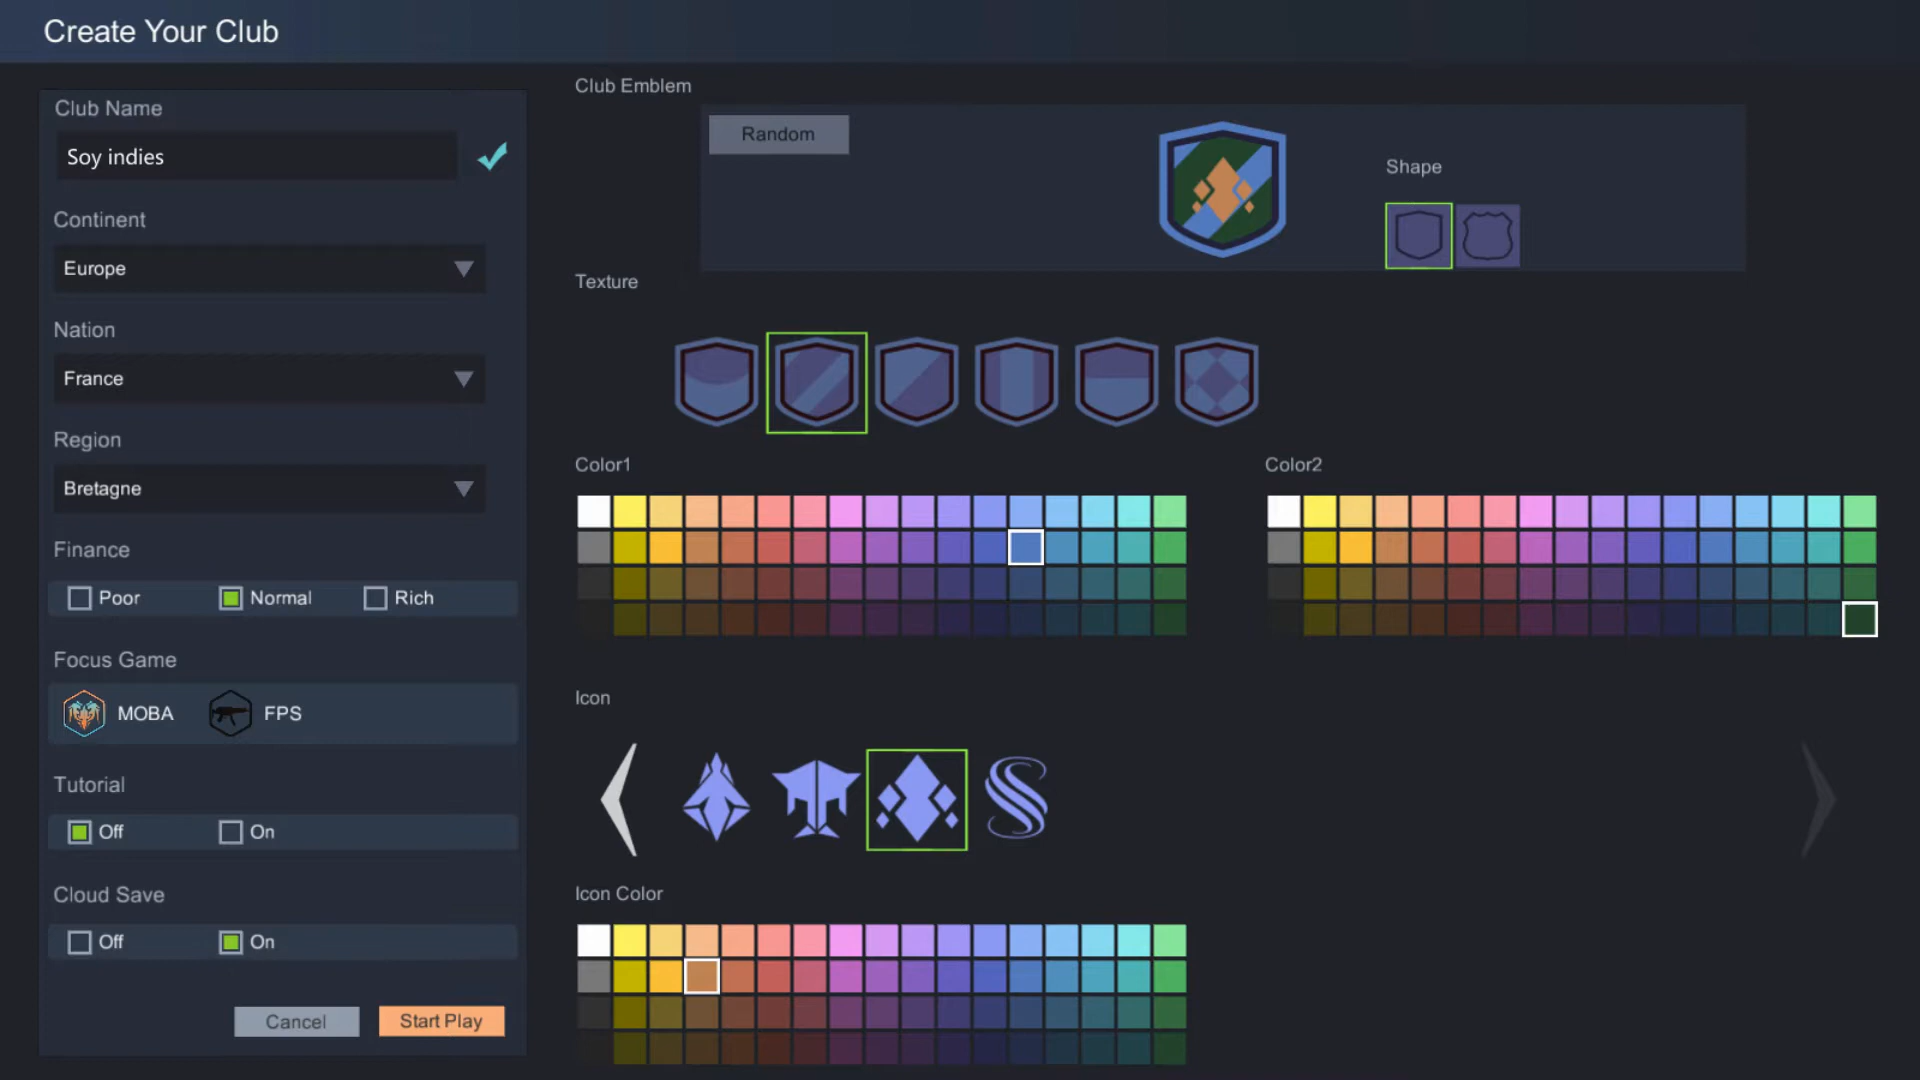 Create Your Club
Club Name
Soy indies
Continent
Europe
Nation
France
Region
Bretagne
Finance
Poor
Normal
Rich
Focus Game
MOBA
FPS
Tutorial
Off
On
Cloud Save
Off
On
Cancel
Start Play
Club Emblem
Random
Shape
Texture
Color1
Color2
Icon
Icon Color